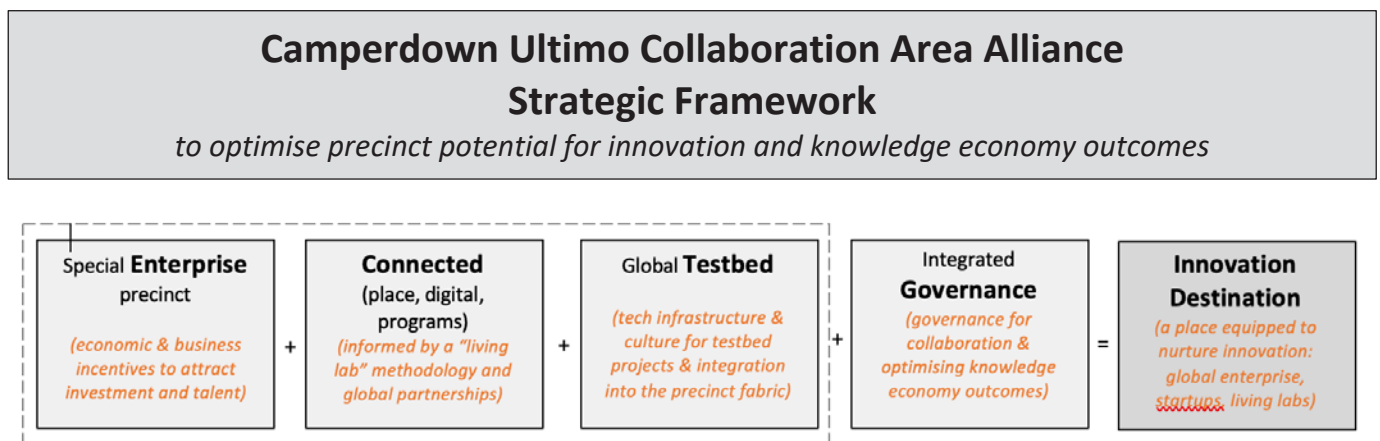 Camperdown Ultimo Collaboration Area Alliance
Strategic Framework
to optimise precinct potential for innovation and knowledge economy outcomes
Special Enterprise
precinct
(economic & business
incentives to attract
investment and talent)
+
Connected
(place, digital,
programs)
(informed by a “living
lab” methodology and
global partnerships)
+
Global Testbed
(tech infrastructure &
culture for testbed
projects & integration
into the precinct fabric)
+
Integrated
Governance
(governance for
collaboration &
optimising knowledge
economy outcomes)
=
Innovation
Destination
(a place equipped to
nurture innovation:
global enterprise,
startups, living labs)